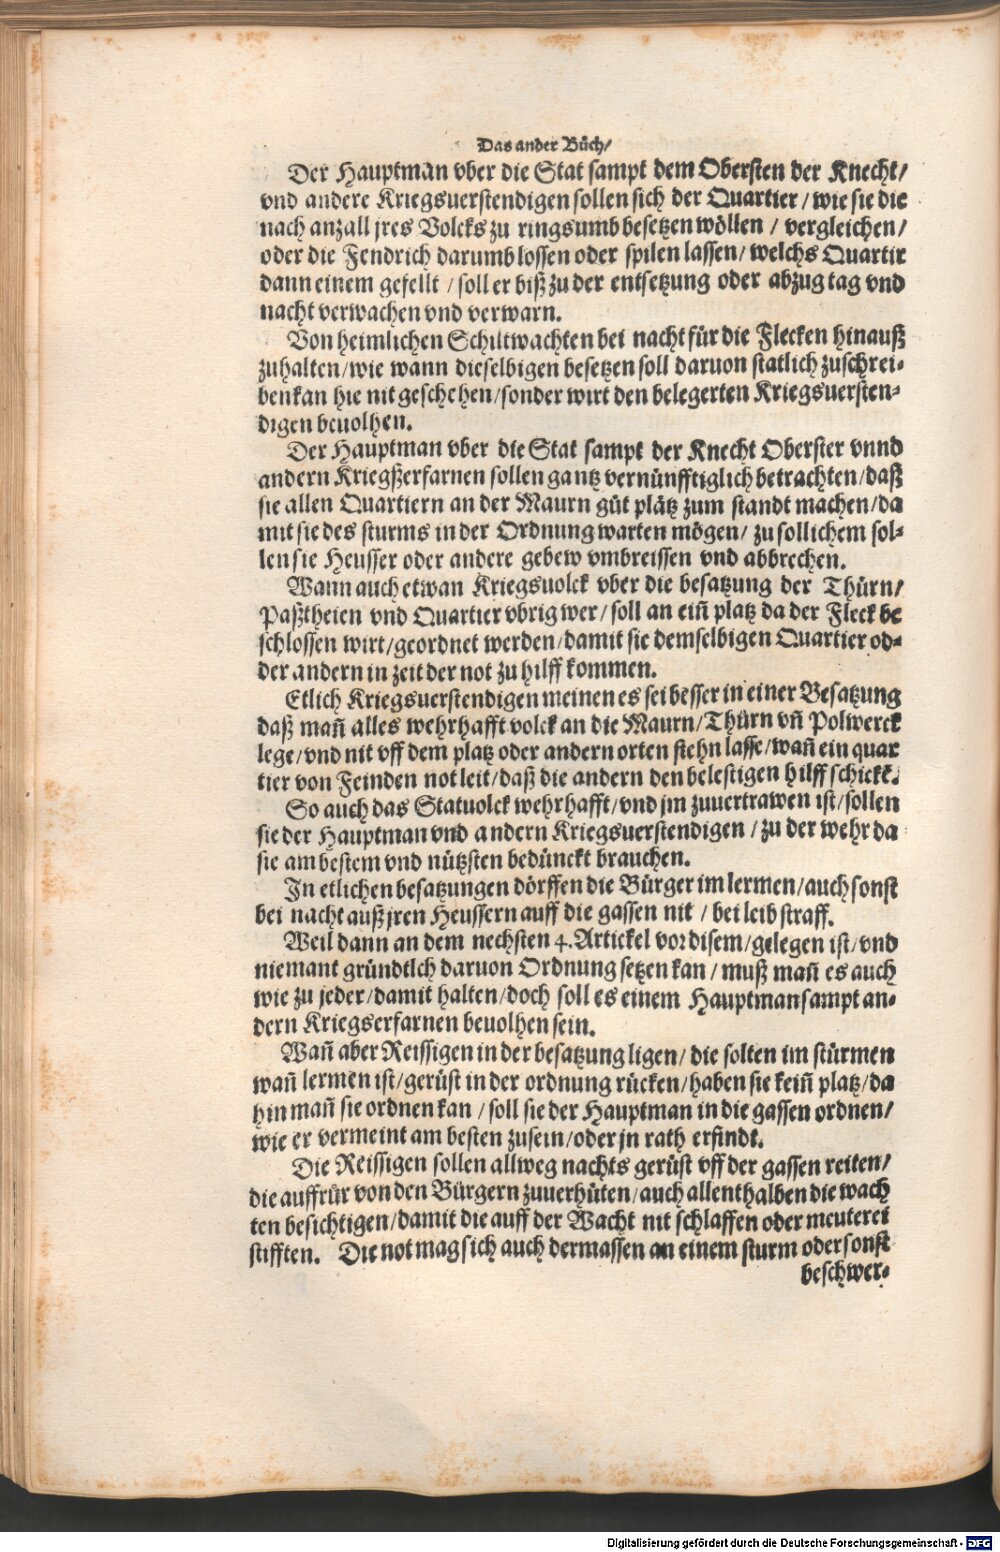 Das ander Bůch/
Der Hauptman vber die Stat sampt dem Obersten der Knecht/
vnd andere Kriegsuerstendigen sollen sich der Quartier / wie sie die
nach anzall jres Volcks zu ringsumb besetzen wöllen / vergleichen/
oder die Fendrich darumb lossen oder spilen lassen/ welchs Quartir
dann einem gefellt / soll er biß zu der entsetzung oder abzug tag vnd
nacht verwachen vnd verwarn.
Von heimlichen Schiltwachten bei nacht für die Flecken hinauß
zuhalten/wie wann dieselbigen besetzen soll daruon statlich zuschrei-
ben kan hie nit geschehen/sonder wirt den belegerten Kriegsuersten-
digen beuolhen.
Der Hauptman vber die Stat sampt der Knecht Oberster vnnd
andern Kriegßerfarnen sollen gantz vernünfftiglich betrachten/daß
sie allen Quartiern an der Maurn gůt plätz zum standt machen/da
mit sie des sturms in der Ordnung warten mögen/ zu sollichem sol-
len sie Heusser oder andere gebew vmbreissen vnd abbrechen.
Wann auch etwan Kriegsuolck vber die besatzung der Thürn/
Paßtheien vnd Quartier vbrig wer/ soll an eiñ platz da der Fleck be
schlossen wirt/geordnet werden/damit sie demselbigen Quartier od-
der andern in zeit der not zu hilff kommen.
Etlich Kriegsuerstendigen meinen es sei besser in einer Besatzung
daß mañ alles wehrhafft volck an die Maurn/Thürn vñ Polwerck
lege/vnd nit vff dem platz oder andern orten stehn lasse/wañ ein quar
tier von Feinden not leit/daß die andern den belestigen hilff schickt.
So auch das Statuolck wehrhafft/vnd jm zuuertrawen ist/sollen
sie der Hauptman vnd andern Kriegsuerstendigen / zu der wehr da
sie am bestem vnd nützsten bedünckt brauchen.
In etlichen besatzungen dörffen die Bürger im lermen/auch sonst
bei nacht auß jren Heussern auff die gassen nit / bei leib straff.
Weil dann an dem nechsten 4. Artickel vor disem/gelegen ist/vnd
niemant gründtlch daruon Ordnung setzen kan / muß mañ es auch
wie zu jeder/damit halten/doch soll es einem Hauptman sampt an-
dern Kriegserfarnen beuolhen sein.
Wañ aber Reissigen in der besatzung ligen/ die solten im stürmen
wañ lermen ist/gerüst in der ordnung rücken/haben sie keiñ platz/da
hin mañ sie ordnen kan / soll sie der Hauptman in die gassen ordnen/
wie er vermeint am besten zusein/oder jn rath erfindt.
Die Reissigen sollen allweg nachts gerüst vff der gassen reiten/
die auffrür von den Bürgern zuuerhüten/auch allenthalben die wach
ten besichtigen/damit die auff der Wacht nit schlaffen oder meuterei
stifften. Die not mag sich auch dermassen an einem sturm oder sonst
beschwer-
Digitalisierung gefördert durch die Deutsche Forschungsgemeinschaft - DFG